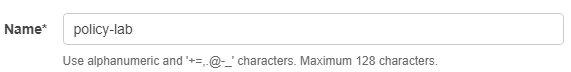 Name* policy-lab
Use alphanumeric and '+=,.@-_' characters. Maximum 128 characters.